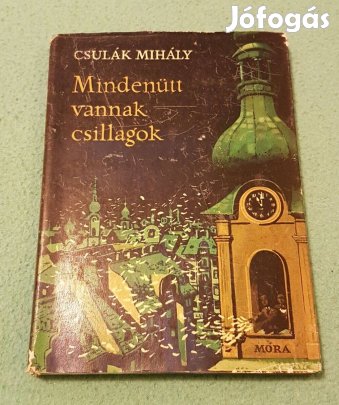 Jófogás
CSULÁK MIHÁLY
Mindenütt
vannak
csillagok
MÓRA